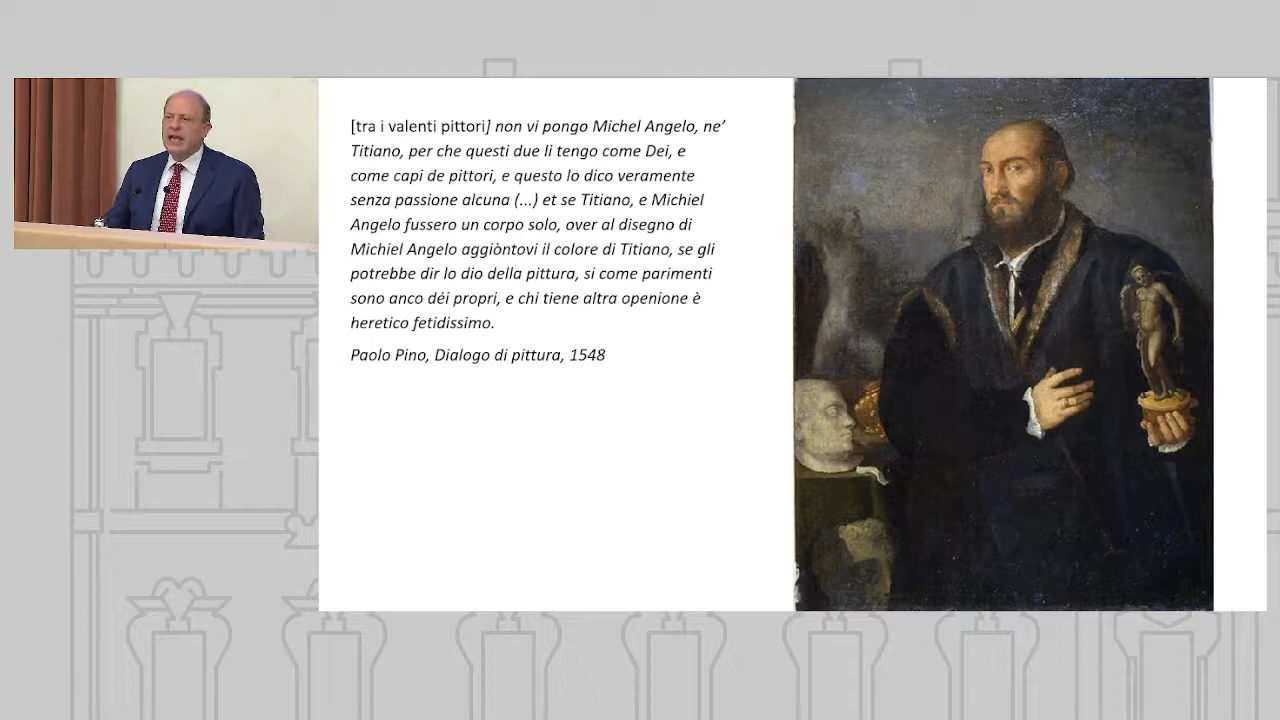 [tra i valenti pittori] non vi pongo Michel Angelo, ne’
Titiano, per che questi due li tengo come Dei, e
come capi de pittori, e questo lo dico veramente
senza passione alcuna (...) et se Titiano, e Michiel
Angelo fussero un corpo solo, over al disegno di
Michiel Angelo aggiòntovi il colore di Titiano, se gli
potrebbe dir lo dio della pittura, si come parimenti
sono anco déi propri, e chi tiene altra openione è
heretico fetidissimo.
Paolo Pino, Dialogo di pittura, 1548